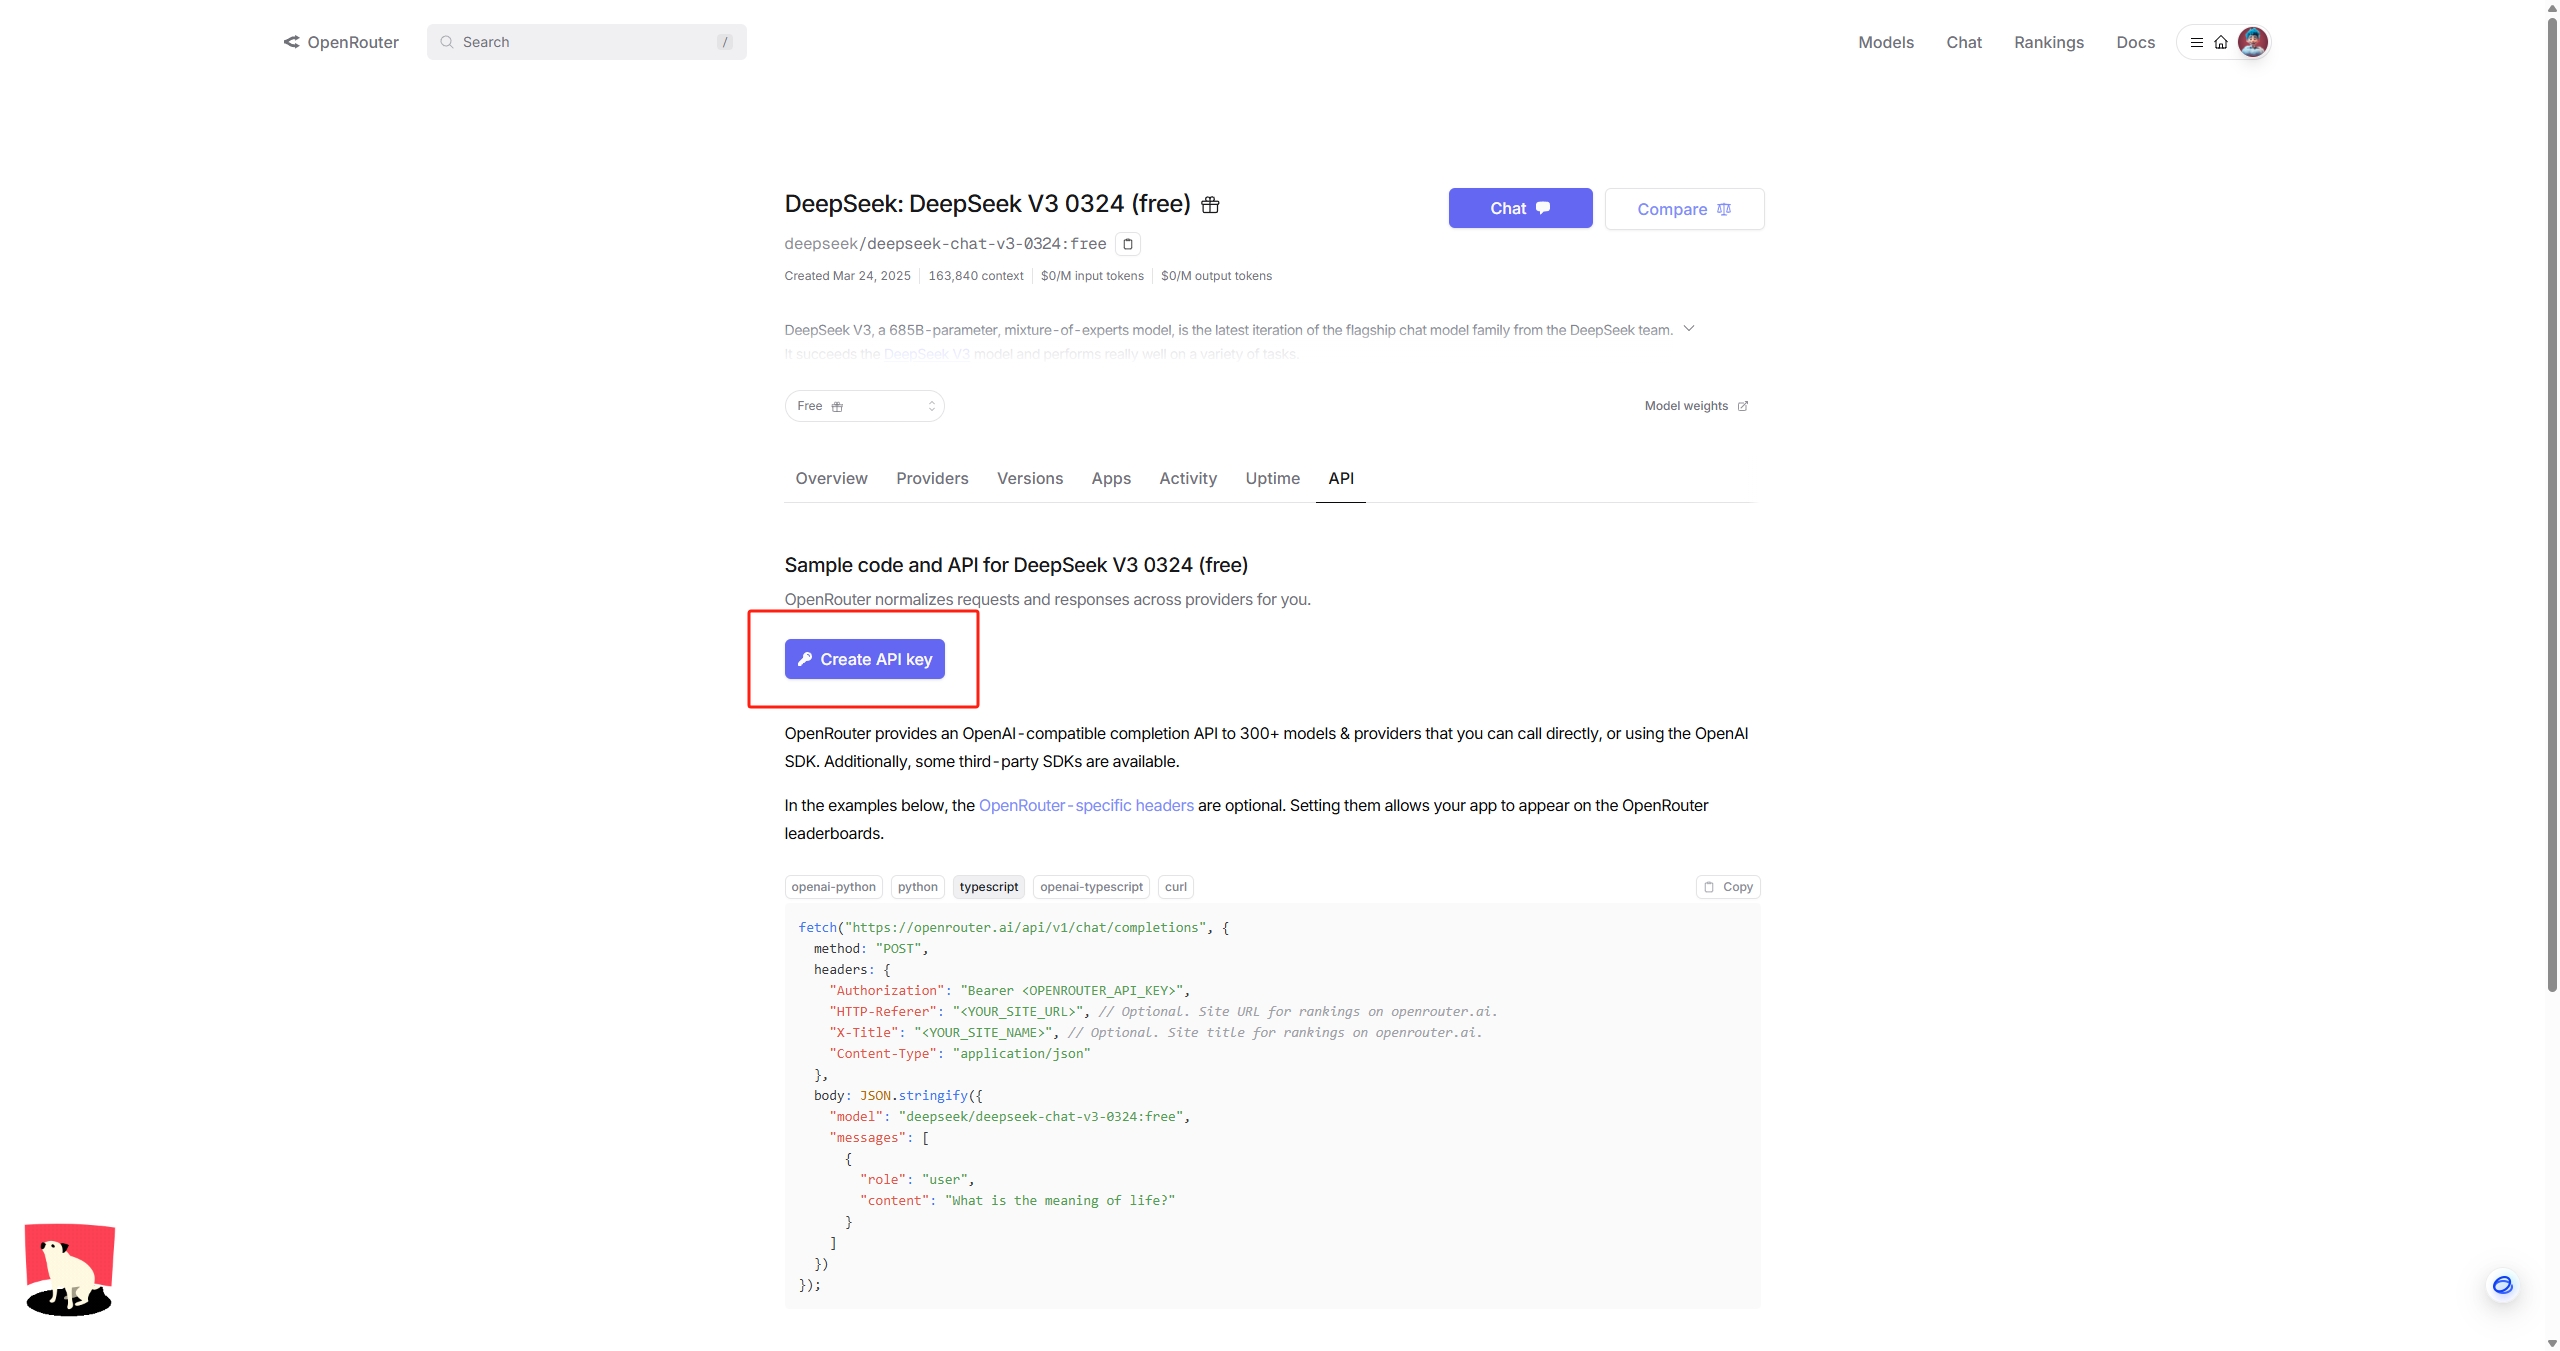 OpenRouter
Search
/
Models
Chat
Rankings
Docs
DeepSeek: DeepSeek V3 0324 (free)
Chat
Compare
deepseek/deepseek-chat-v3-0324:free
Created Mar 24, 2025
163,840 context
$0/M input tokens
$0/M output tokens
DeepSeek V3, a 685B-parameter, mixture-of-experts model, is the latest iteration of the flagship chat model family from the DeepSeek team.
It succeeds the DeepSeek V3 model and performs really well on a variety of tasks.
Free
Model weights
Overview
Providers
Versions
Apps
Activity
Uptime
API
Sample code and API for DeepSeek V3 0324 (free)
OpenRouter normalizes requests and responses across providers for you.
Create API key
OpenRouter provides an OpenAI-compatible completion API to 300+ models & providers that you can call directly, or using the OpenAI
SDK. Additionally, some third-party SDKs are available.
In the examples below, the OpenRouter-specific headers are optional. Setting them allows your app to appear on the OpenRouter
leaderboards.
openai-python
python
typescript
openai-typescript
curl
Copy
fetch("https://openrouter.ai/api/v1/chat/completions", {
method: "POST",
headers: {
"Authorization": "Bearer <OPENROUTER_API_KEY>",
"HTTP-Referer": "<YOUR_SITE_URL>", // Optional. Site URL for rankings on openrouter.ai.
"X-Title": "<YOUR_SITE_NAME>", // Optional. Site title for rankings on openrouter.ai.
"Content-Type": "application/json"
},
body: JSON.stringify({
"model": "deepseek/deepseek-chat-v3-0324:free",
"messages": [
{
"role": "user",
"content": "What is the meaning of life?"
}
]
})
});